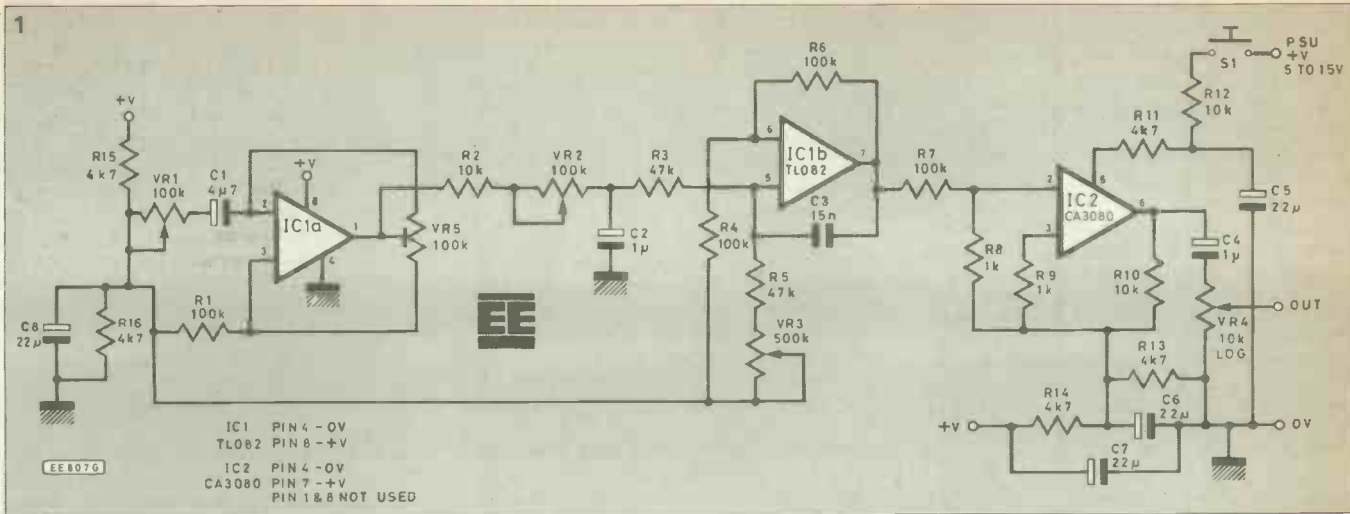 1
+V
R15
4k7
VR1
100k
C1
4µ7
C8
22µ
R16
4k7
R1
100k
+V
2
3
8
1
4
IC1a
VR5
100k
R2
10k
VR2
100k
C2
1µ
R3
47k
EE
R6
100k
6
5
7
IC1b
TL082
R4
100k
C3
15n
R5
47k
VR3
500k
R7
100k
R8
1k
R9
1k
2
3
5
6
IC2
CA3080
R10
10k
R11
4k7
R12
10k
S1
PSU
+V
5 TO 15V
C5
22µ
C4
1µ
VR4
10k
LOG
OUT
R13
4k7
R14
4k7
C6
22µ
+V
C7
22µ
0V
IC1 PIN 4 - 0V
TL082 PIN 8 - +V
IC2 PIN 4 - 0V
CA3080 PIN 7 - +V
PIN 1 & 8 NOT USED
EE807G